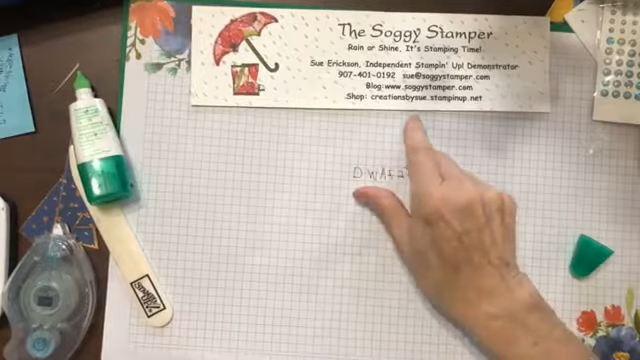 The Soggy Stamper
Rain or Shine, It's Stamping Time!
Sue Erickson, Independent Stampin' Up! Demonstrator
907-401-0192 sue@soggystamper.com
Blog:www.soggystamper.com
Shop: creationsbysue.stampinup.net